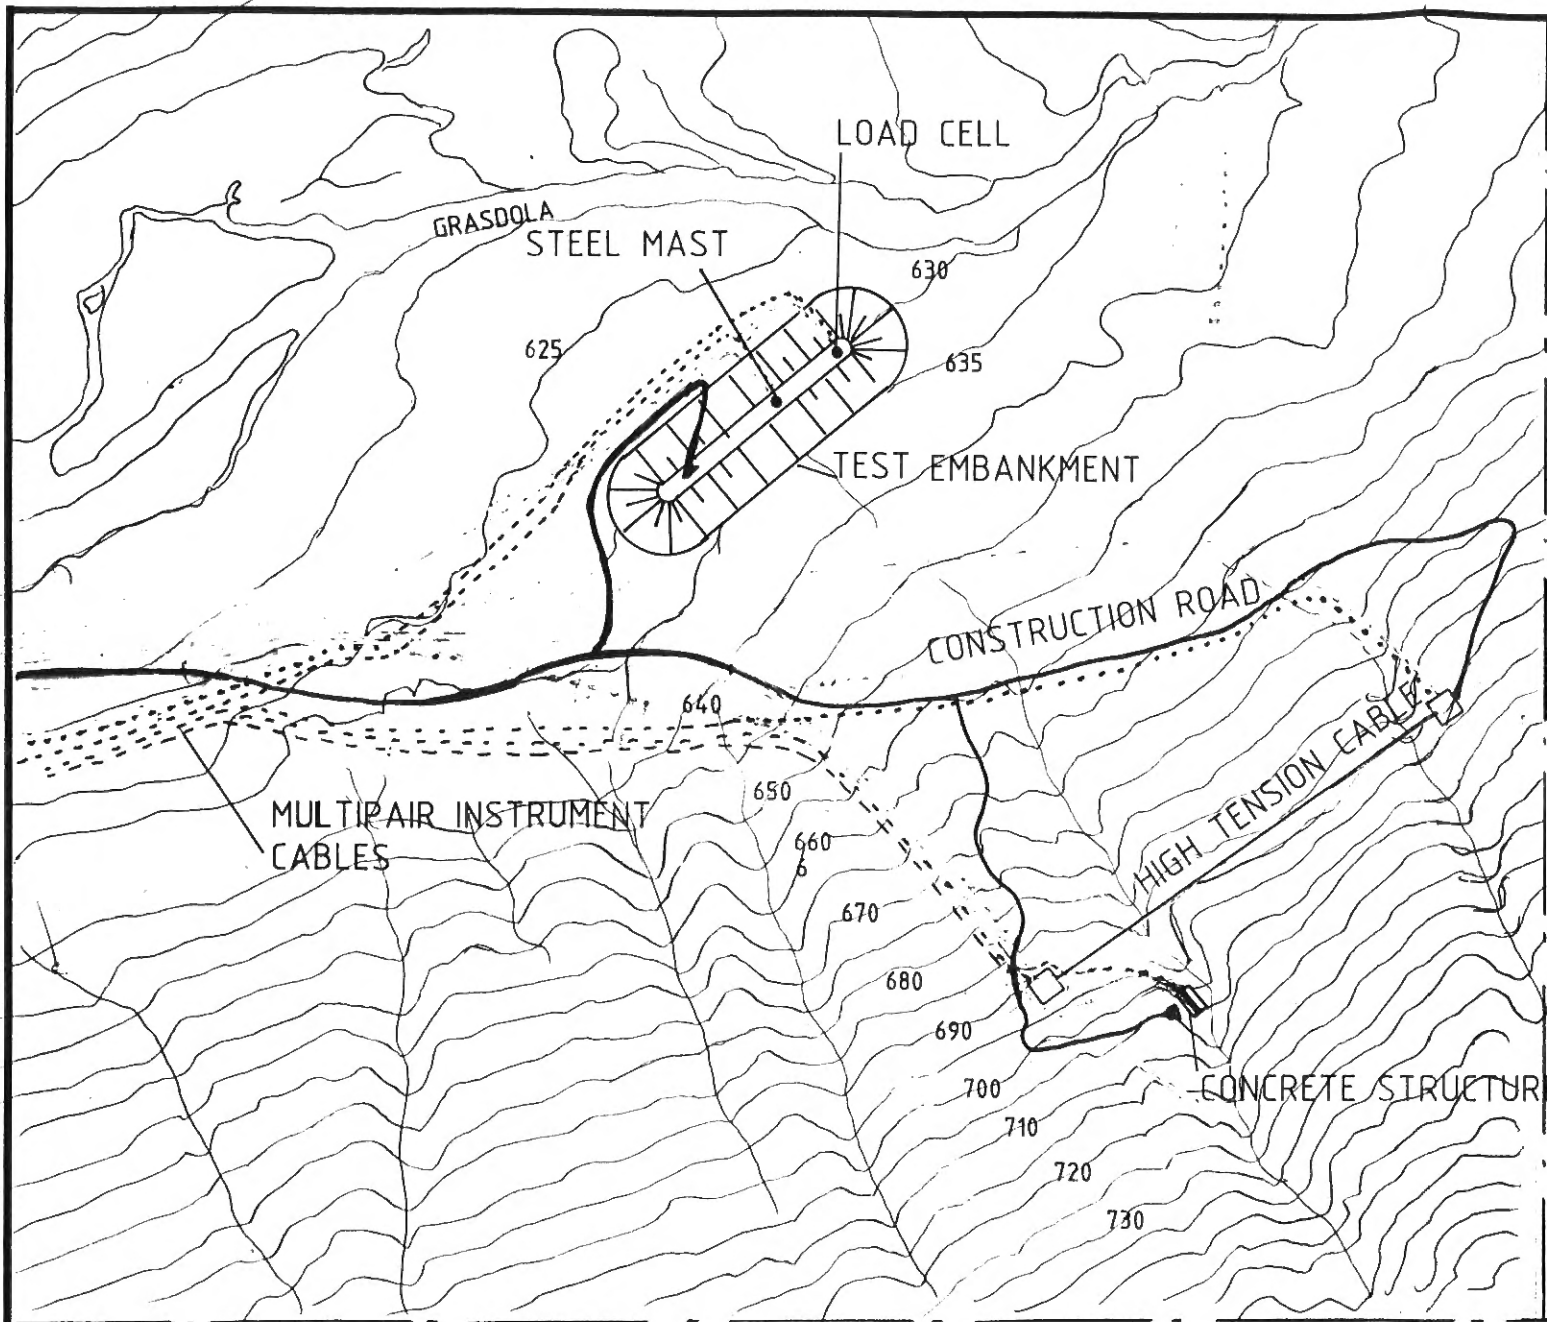 LOAD CELL
GRASDOLA
STEEL MAST
630
625
635
TEST EMBANKMENT
CONSTRUCTION ROAD
640
HIGH TENSION CABLE
650
MULTIPAIR INSTRUMENT
CABLES
660
6
670
680
690
700
CONCRETE STRUCTUR
710
720
730